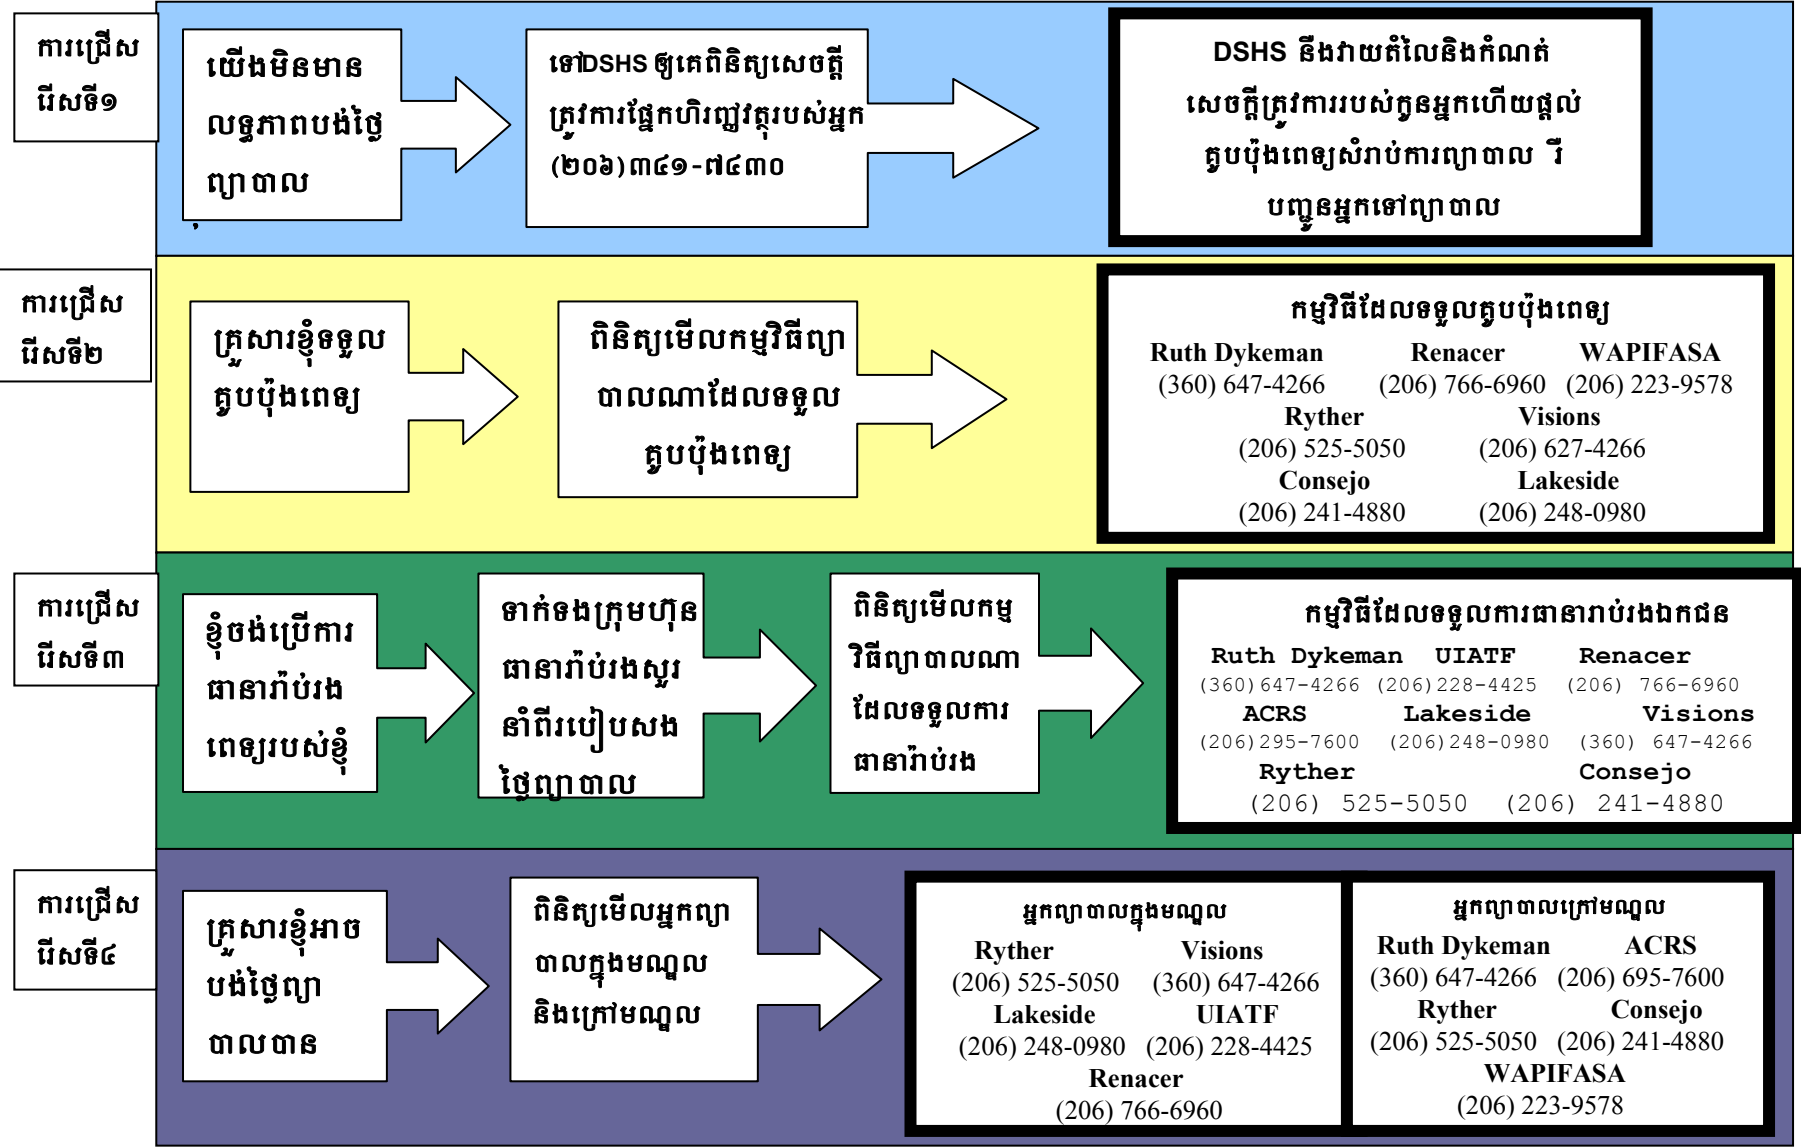 ការជ្រើស
រើសទី១
យើងមិនមាន
លទ្ធភាពបង់ថ្លៃ
ព្យាបាល
ទៅDSHS ឲ្យគេពិនិត្យសេចត្តី
ត្រូវការផ្នែកហិរញ្ញវត្ថុរបស់អ្នក
(២០៦)៣៤១-៧៤៣០
DSHS នឹងវាយតំលៃនិងកំណត់
សេចក្តីត្រូវការរបស់កូនអ្នកហើយផ្តល់
គូបប៉ុងពេទ្យសំរាប់ការព្យាបាល រឺ
បញ្ជូនអ្នកទៅព្យាបាល
ការជ្រើស
រើសទី២
គ្រួសារខ្ញុំទទួល
គូបប៉ុងពេទ្យ
ពិនិត្យមើលកម្មវិធីព្យា
បាលណាដែលទទួល
គូបប៉ុងពេទ្យ
កម្មវិធីដែលទទួលគូបប៉ុងពេទ្យ
Ruth Dykeman Renacer WAPIFASA
(360) 647-4266 (206) 766-6960 (206) 223-9578
Ryther Visions
(206) 525-5050 (206) 627-4266
Consejo Lakeside
(206) 241-4880 (206) 248-0980
ការជ្រើស
រើសទី៣
ខ្ញុំចង់ប្រើការ
ធានារ៉ាប់រង
ពេទ្យរបស់ខ្ញុំ
ទាក់ទងក្រុមហ៊ុន
ធានារ៉ាប់រងសួរ
នាំពីរបៀបសង
ថ្លៃព្យាបាល
ពិនិត្យមើលកម្ម
វិធីព្យាបាលណា
ដែលទទួលការ
ធានារ៉ាប់រង
កម្មវិធីដែលទទួលការធានារាប់រងឯកជន
Ruth Dykeman UIATF Renacer
(360)647-4266 (206)228-4425 (206) 766-6960
ACRS Lakeside Visions
(206)295-7600 (206)248-0980 (360) 647-4266
Ryther Consejo
(206) 525-5050 (206) 241-4880
ការជ្រើស
រើសទី៤
គ្រួសារខ្ញុំអាច
បង់ថ្លៃព្យា
បាលបាន
ពិនិត្យមើលអ្នកព្យា
បាលក្នុងមណ្ឌល
និងក្រៅមណ្ឌល
អ្នកព្យាបាលក្នុងមណ្ឌល
Ryther Visions
(206) 525-5050 (360) 647-4266
Lakeside UIATF
(206) 248-0980 (206) 228-4425
Renacer
(206) 766-6960
អ្នកព្យាបាលក្រៅមណ្ឌល
Ruth Dykeman ACRS
(360) 647-4266 (206) 695-7600
Ryther Consejo
(206) 525-5050 (206) 241-4880
WAPIFASA
(206) 223-9578